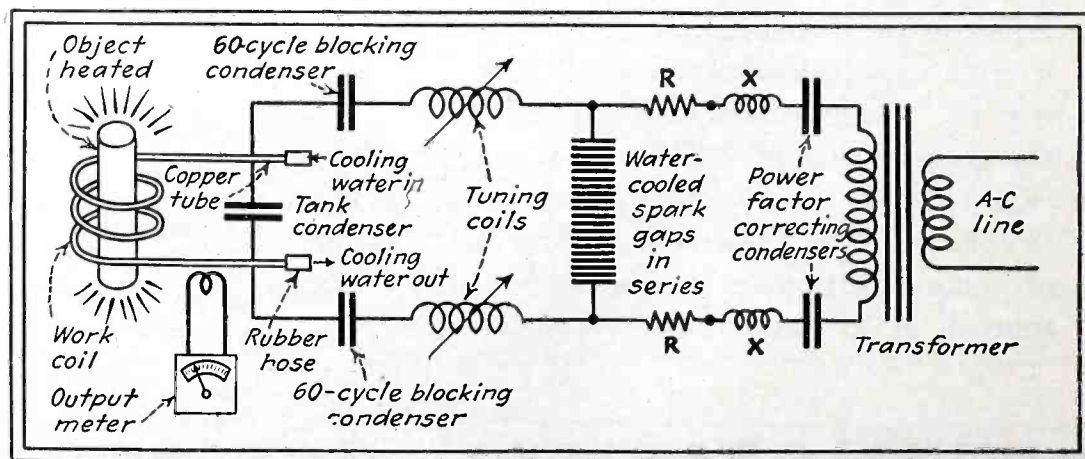 Object
heated
60-cycle blocking
condenser
R
X
Copper
tube
Cooling
water in
Tank
condenser
Tuning
coils
Water-
cooled
spark
gaps
in
series
Power
factor
correcting
condensers
A-C
line
Cooling
water out
Work
coil
Rubber
hose
R
X
Transformer
Output
meter
60-cycle blocking
condenser